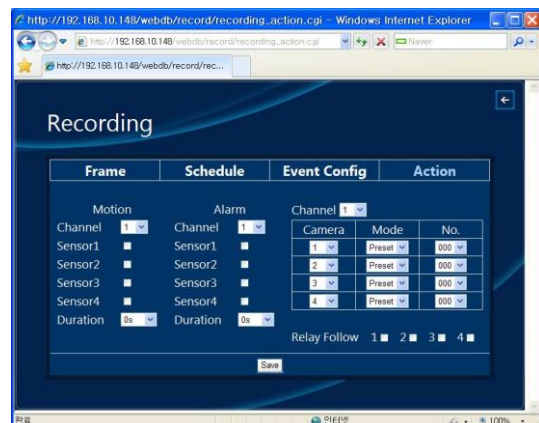 http://192.168.10.148/webdb/record/recording_action.cgi - Windows Internet Explorer
http://192.168.10.148/webdb/record/recording_action.cgi
Naver
http://192.168.10.148/webdb/record/rec...
Recording
Frame Schedule Event Config Action
Motion Alarm Channel 1
Channel 1 Channel 1 Camera Mode No.
Sensor1 Sensor1 1 Preset 000
Sensor2 Sensor2 2 Preset 000
Sensor3 Sensor3 3 Preset 000
Sensor4 Sensor4 4 Preset 000
Duration 0s Duration 0s
Relay Follow 1 2 3 4
Save
완료 인터넷 100%